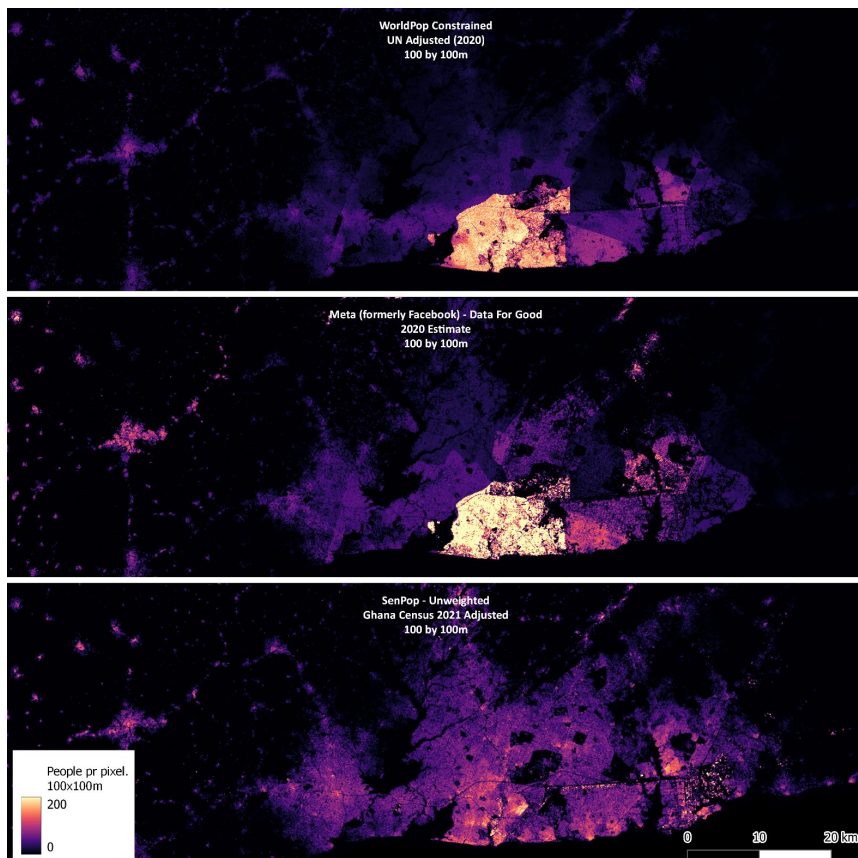 WorldPop Constrained
UN Adjusted (2020)
100 by 100m
Meta (formerly Facebook) - Data For Good
2020 Estimate
100 by 100m
SenPop - Unweighted
Ghana Census 2021 Adjusted
100 by 100m
People pr pixel.
100x100m
200
0
0 10 20 km